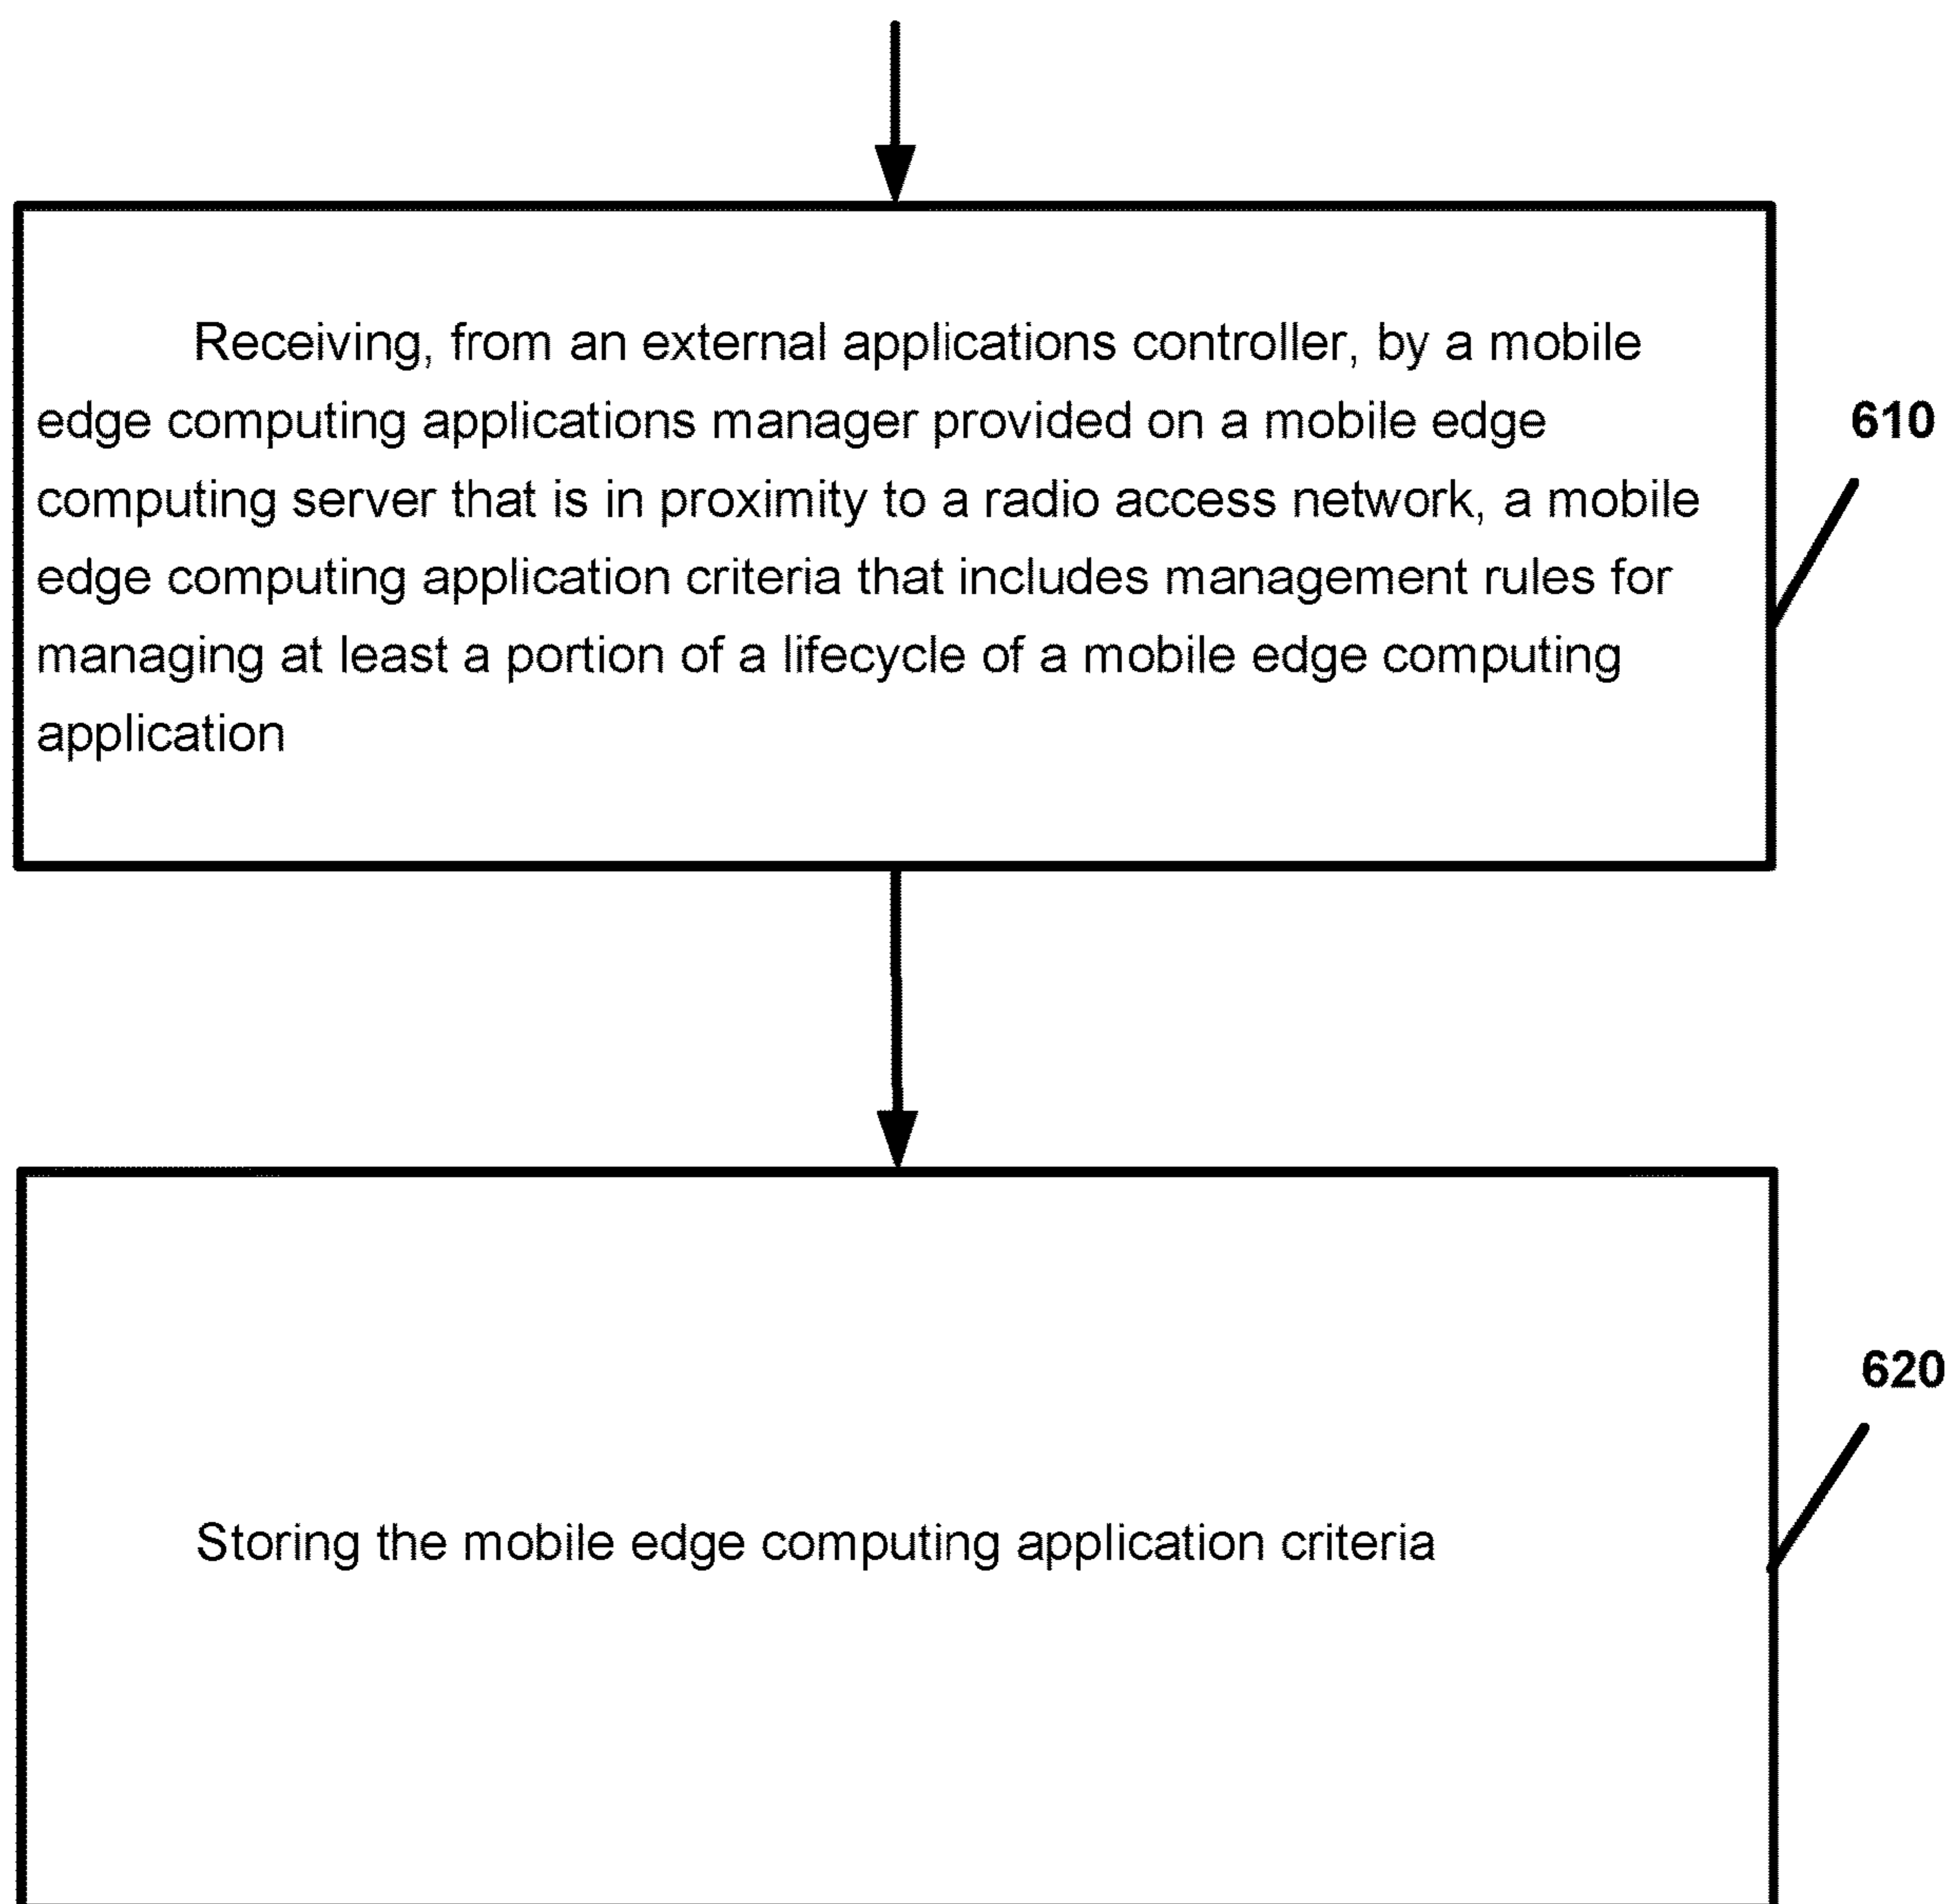 Receiving, from an external applications controller, by a mobile
edge computing applications manager provided on a mobile edge
computing server that is in proximity to a radio access network, a mobile
edge computing application criteria that includes management rules for
managing at least a portion of a lifecycle of a mobile edge computing
application
610
Storing the mobile edge computing application criteria
620